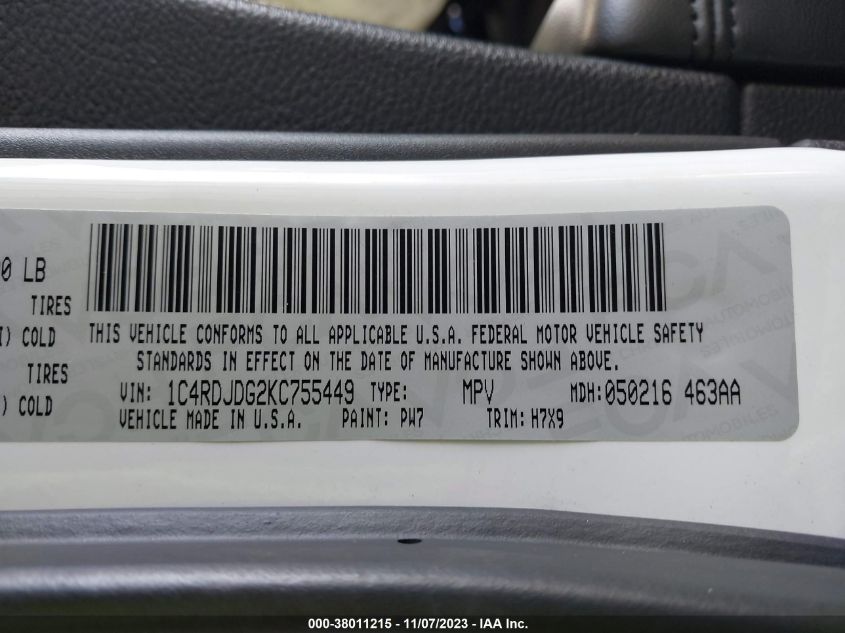 0 LB
TIRES
) COLD
TIRES
) COLD
THIS VEHICLE CONFORMS TO ALL APPLICABLE U.S.A. FEDERAL MOTOR VEHICLE SAFETY
STANDARDS IN EFFECT ON THE DATE OF MANUFACTURE SHOWN ABOVE.
VIN: 1C4RDJDG2KC755449 TYPE: MPV MDH:050216 463AA
VEHICLE MADE IN U.S.A. PAINT: PW7 TRIM: H7X9
000-38011215 - 11/07/2023 - IAA Inc.